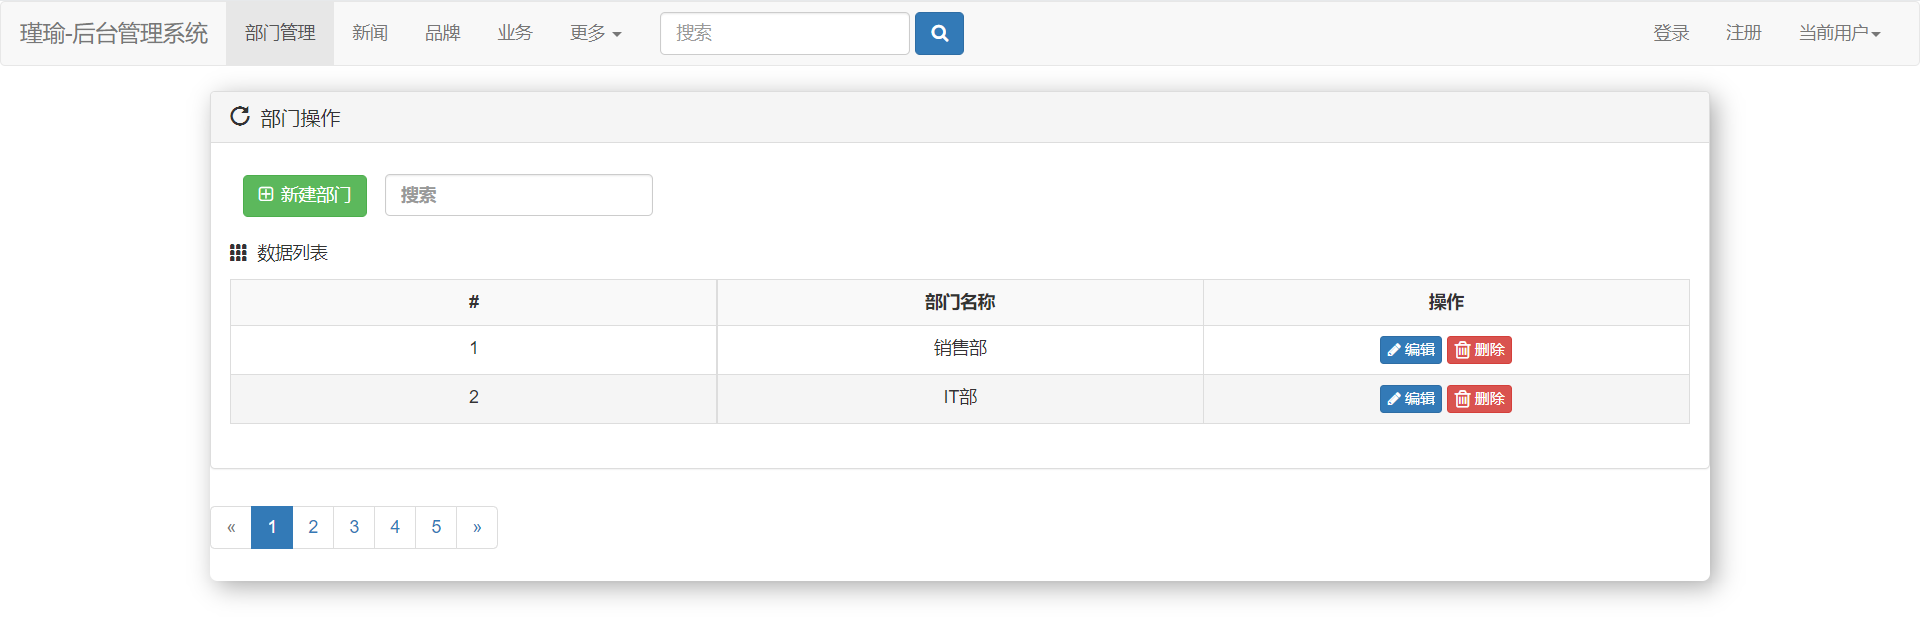 瑾瑜-后台管理系统 部门管理 新闻 品牌 业务 更多 搜索 登录 注册 当前用户
部门操作
新建部门 搜索
数据列表
# 部门名称 操作
1 销售部 编辑 删除
2 IT部 编辑 删除
« 1 2 3 4 5 »